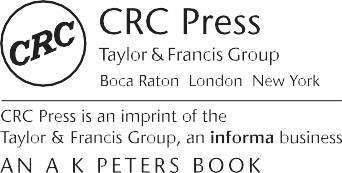 CRC
CRC Press
Taylor & Francis Group
Boca Raton London New York
CRC Press is an imprint of the
Taylor & Francis Group, an informa business
AN A K PETERS BOOK